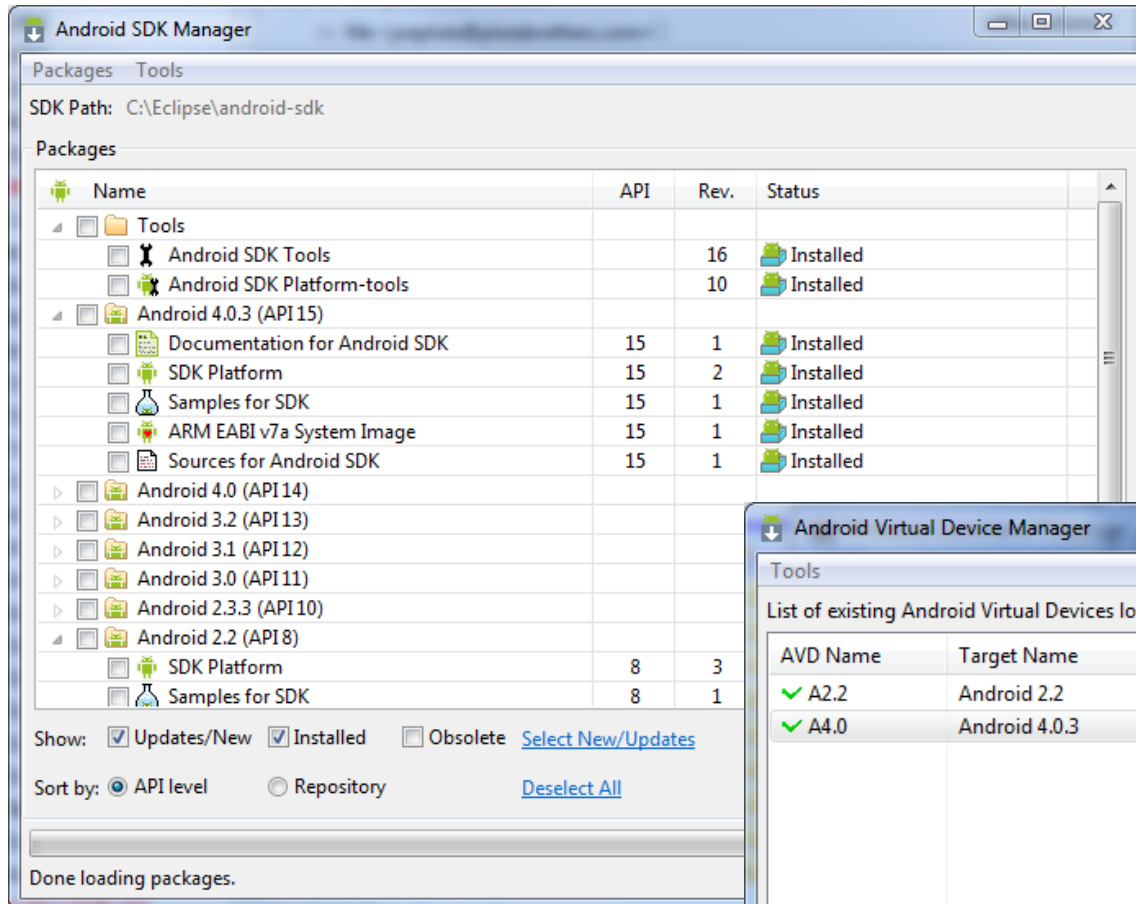 Android SDK Manager
Packages Tools
SDK Path: C:\Eclipse\android-sdk
Packages
Name API Rev. Status
Tools
Android SDK Tools 16 Installed
Android SDK Platform-tools 10 Installed
Android 4.0.3 (API 15)
Documentation for Android SDK 15 1 Installed
SDK Platform 15 2 Installed
Samples for SDK 15 1 Installed
ARM EABI v7a System Image 15 1 Installed
Sources for Android SDK 15 1 Installed
Android 4.0 (API 14)
Android 3.2 (API 13)
Android 3.1 (API 12)
Android 3.0 (API 11)
Android 2.3.3 (API 10)
Android 2.2 (API 8)
SDK Platform 8 3
Samples for SDK 8 1
Show: Updates/New Installed Obsolete Select New/Updates
Sort by: API level Repository Deselect All
Done loading packages.
Android Virtual Device Manager
Tools
List of existing Android Virtual Devices lo
AVD Name Target Name
A2.2 Android 2.2
A4.0 Android 4.0.3